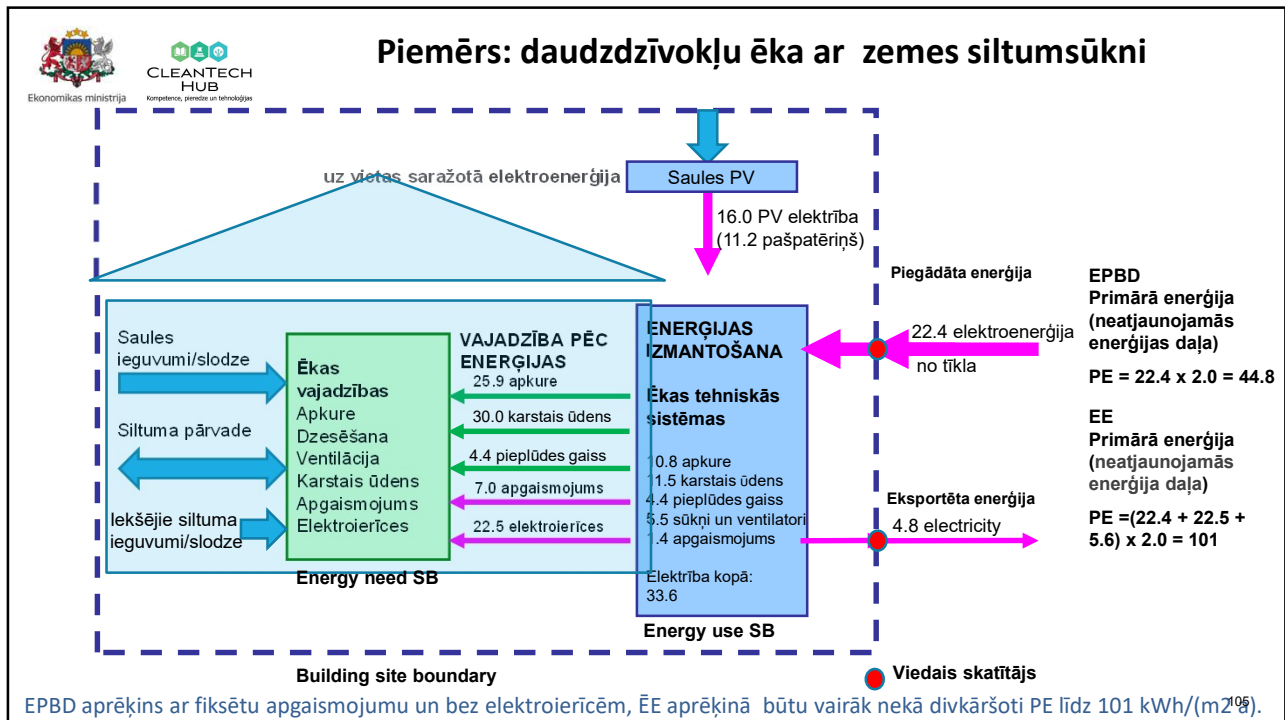 Piemērs: daudzdzīvokļu ēka ar zemes siltumsūkni
Ekonomikas ministrija
CLEANTECH
HUB
Kompetence, pieredze un tehnoloģijas
uz vietas saražotā elektroenerģija
Saules PV
16.0 PV elektrība
(11.2 pašpatēriņš)
Saules
ieguvumi/slodze
Siltuma pārvade
Iekšējie siltuma
ieguvumi/slodze
Ēkas
vajadzības
Apkure
Dzesēšana
Ventilācija
Karstais ūdens
Apgaismojums
Elektroierīces
Energy need SB
VAJADZĪBA PĒC
ENERĢIJAS
25.9 apkure
30.0 karstais ūdens
4.4 pieplūdes gaiss
7.0 apgaismojums
22.5 elektroierīces
ENERĢIJAS
IZMANTOŠANA
Ēkas tehniskās
sistēmas
10.8 apkure
11.5 karstais ūdens
4.4 pieplūdes gaiss
5.5 sūkņi un ventilatori
1.4 apgaismojums
Elektrība kopā:
33.6
Energy use SB
Piegādāta enerģija
22.4 elektroenerģija
no tīkla
Eksportēta enerģija
4.8 electricity
EPBD
Primārā enerģija
(neatjaunojamās
enerģijas daļa)
PE = 22.4 x 2.0 = 44.8
EE
Primārā enerģija
(neatjaunojamās
enerģija daļa)
PE =(22.4 + 22.5 +
5.6) x 2.0 = 101
Building site boundary
Viedais skatītājs
EPBD aprēķins ar fiksētu apgaismojumu un bez elektroierīcēm, ĒE aprēķinā būtu vairāk nekā divkāršoti PE līdz 101 kWh/(m2 a).
105